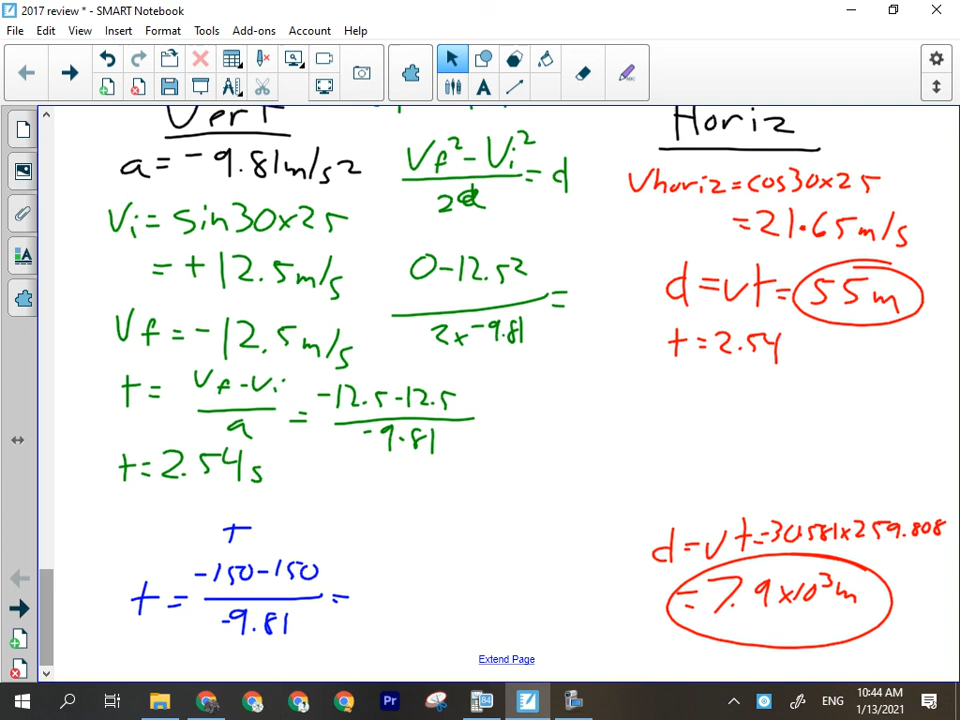 2017 review * - SMART Notebook
File Edit View Insert Format Tools Add-ons Account Help
Vert
a = -9.81m/s2
Vi = sin30x25
= +12.5m/s
Vf = -12.5m/s
t = Vf-Vi / a = -12.5-12.5 / -9.81
t = 2.54s
Vf² - Vi² / 2a = d
0-12.5² / 2x-9.81 =
Horiz
Vhoriz = cos30x25
= 21.65m/s
d = vt = 55m
t = 2.54
t
t = -150-150 / -9.81 =
d = vt = 30.581x259.808
= 7.9x10³m
Extend Page
ENG
10:44 AM
1/13/2021